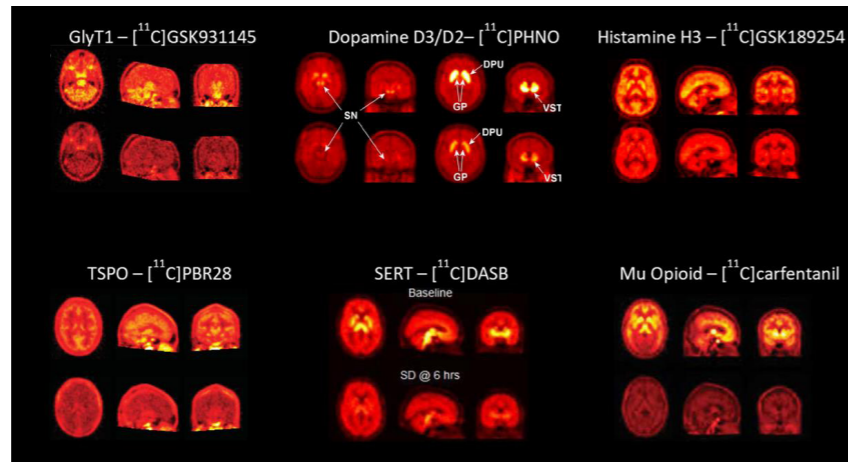 GlyT1 – [¹¹C]GSK931145
Dopamine D3/D2– [¹¹C]PHNO
Histamine H3 – [¹¹C]GSK189254
DPU
SN
GP
VST
DPU
GP
VST
TSPO – [¹¹C]PBR28
SERT – [¹¹C]DASB
Mu Opioid – [¹¹C]carfentanil
Baseline
SD @ 6 hrs